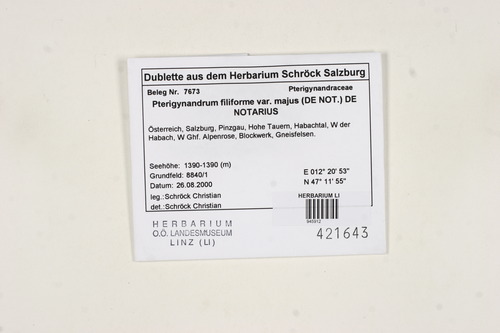 Dublette aus dem Herbarium Schröck Salzburg
Beleg Nr. 7673 Pterigynandraceae
Pterigynandrum filiforme var. majus (DE NOT.) DE
NOTARIUS
Österreich, Salzburg, Pinzgau, Hohe Tauern, Habachtal, W der
Habach, W Ghf. Alpenrose, Blockwerk, Gneisfelsen.
Seehöhe: 1390-1390 (m)
Grundfeld: 8840/1 E 012° 20' 53"
Datum: 26.08.2000 N 47° 11' 55"
leg.:Schröck Christian
det.:Schröck Christian
HERBARIUM LI
HERBARIUM
O.Ö. LANDESMUSEUM
LINZ (LI)
421643